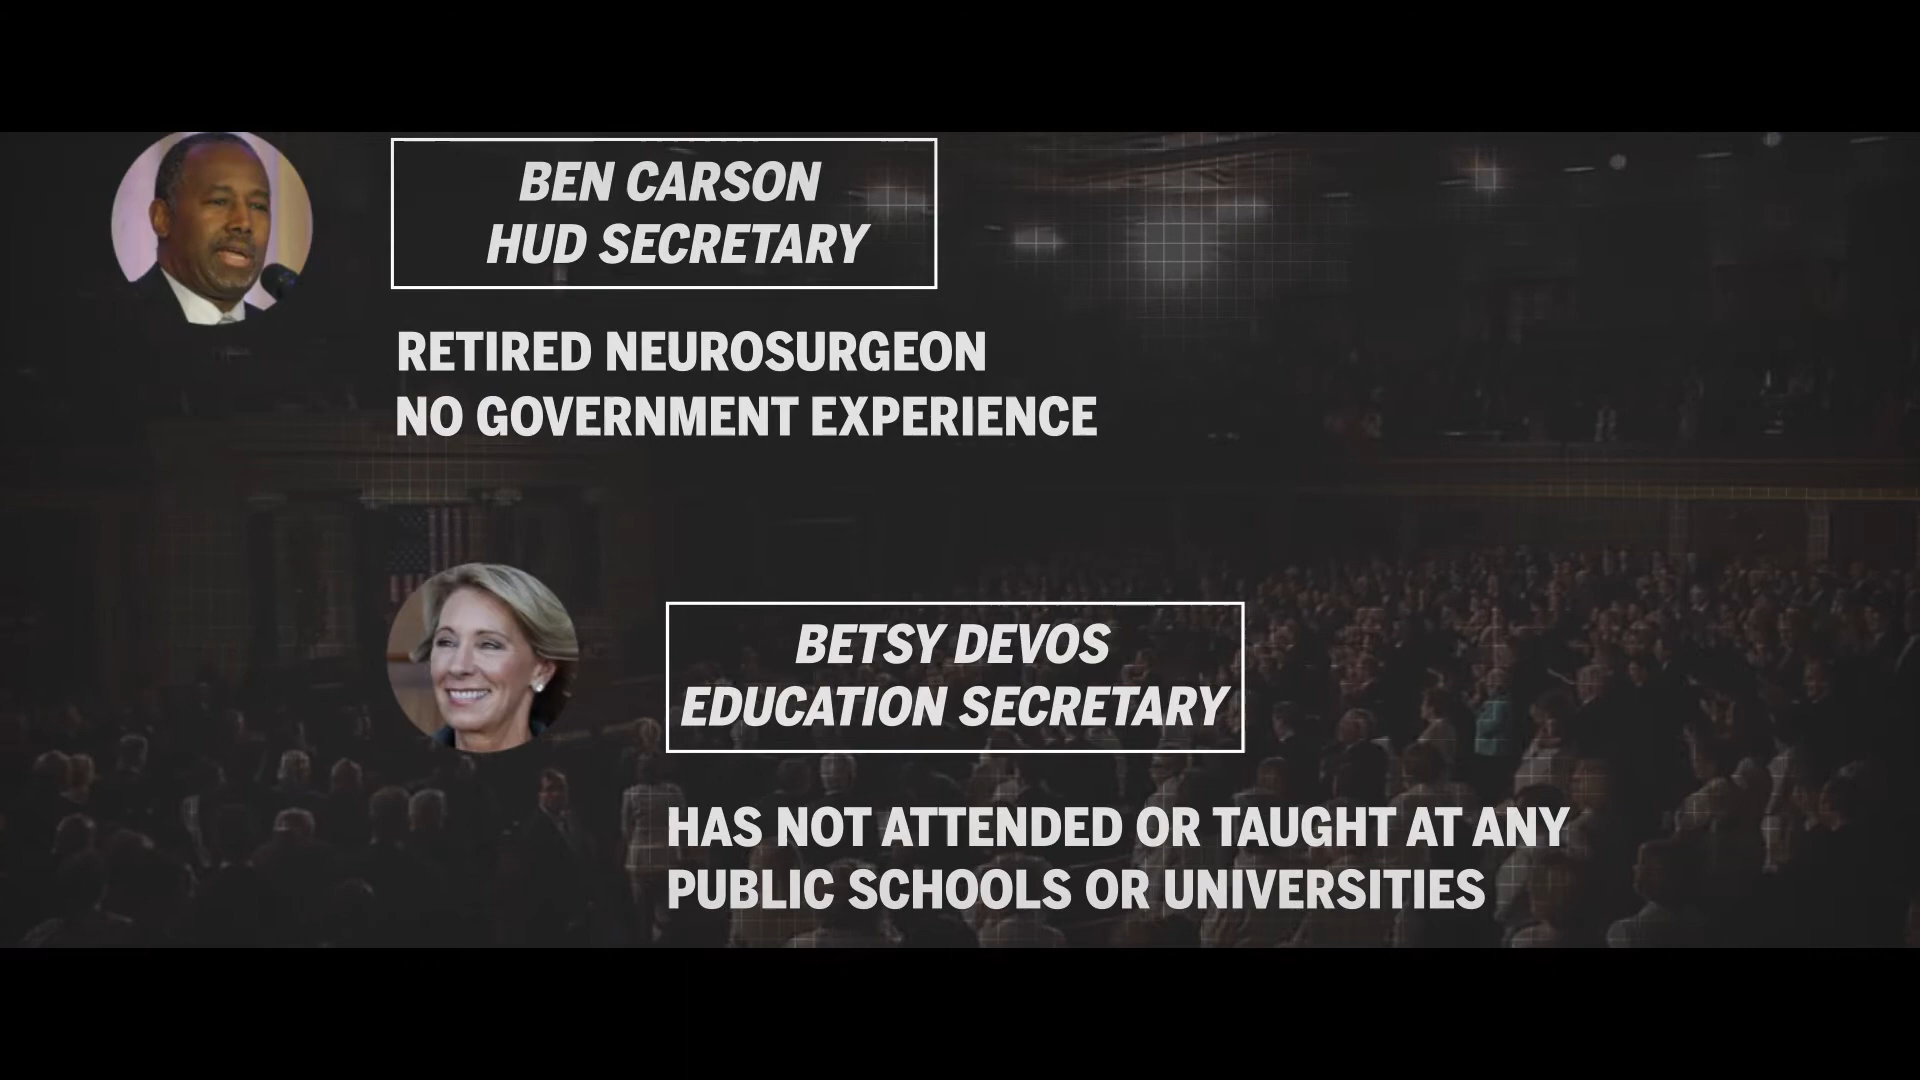 BEN CARSON
HUD SECRETARY
RETIRED NEUROSURGEON
NO GOVERNMENT EXPERIENCE
BETSY DEVOS
EDUCATION SECRETARY
HAS NOT ATTENDED OR TAUGHT AT ANY
PUBLIC SCHOOLS OR UNIVERSITIES